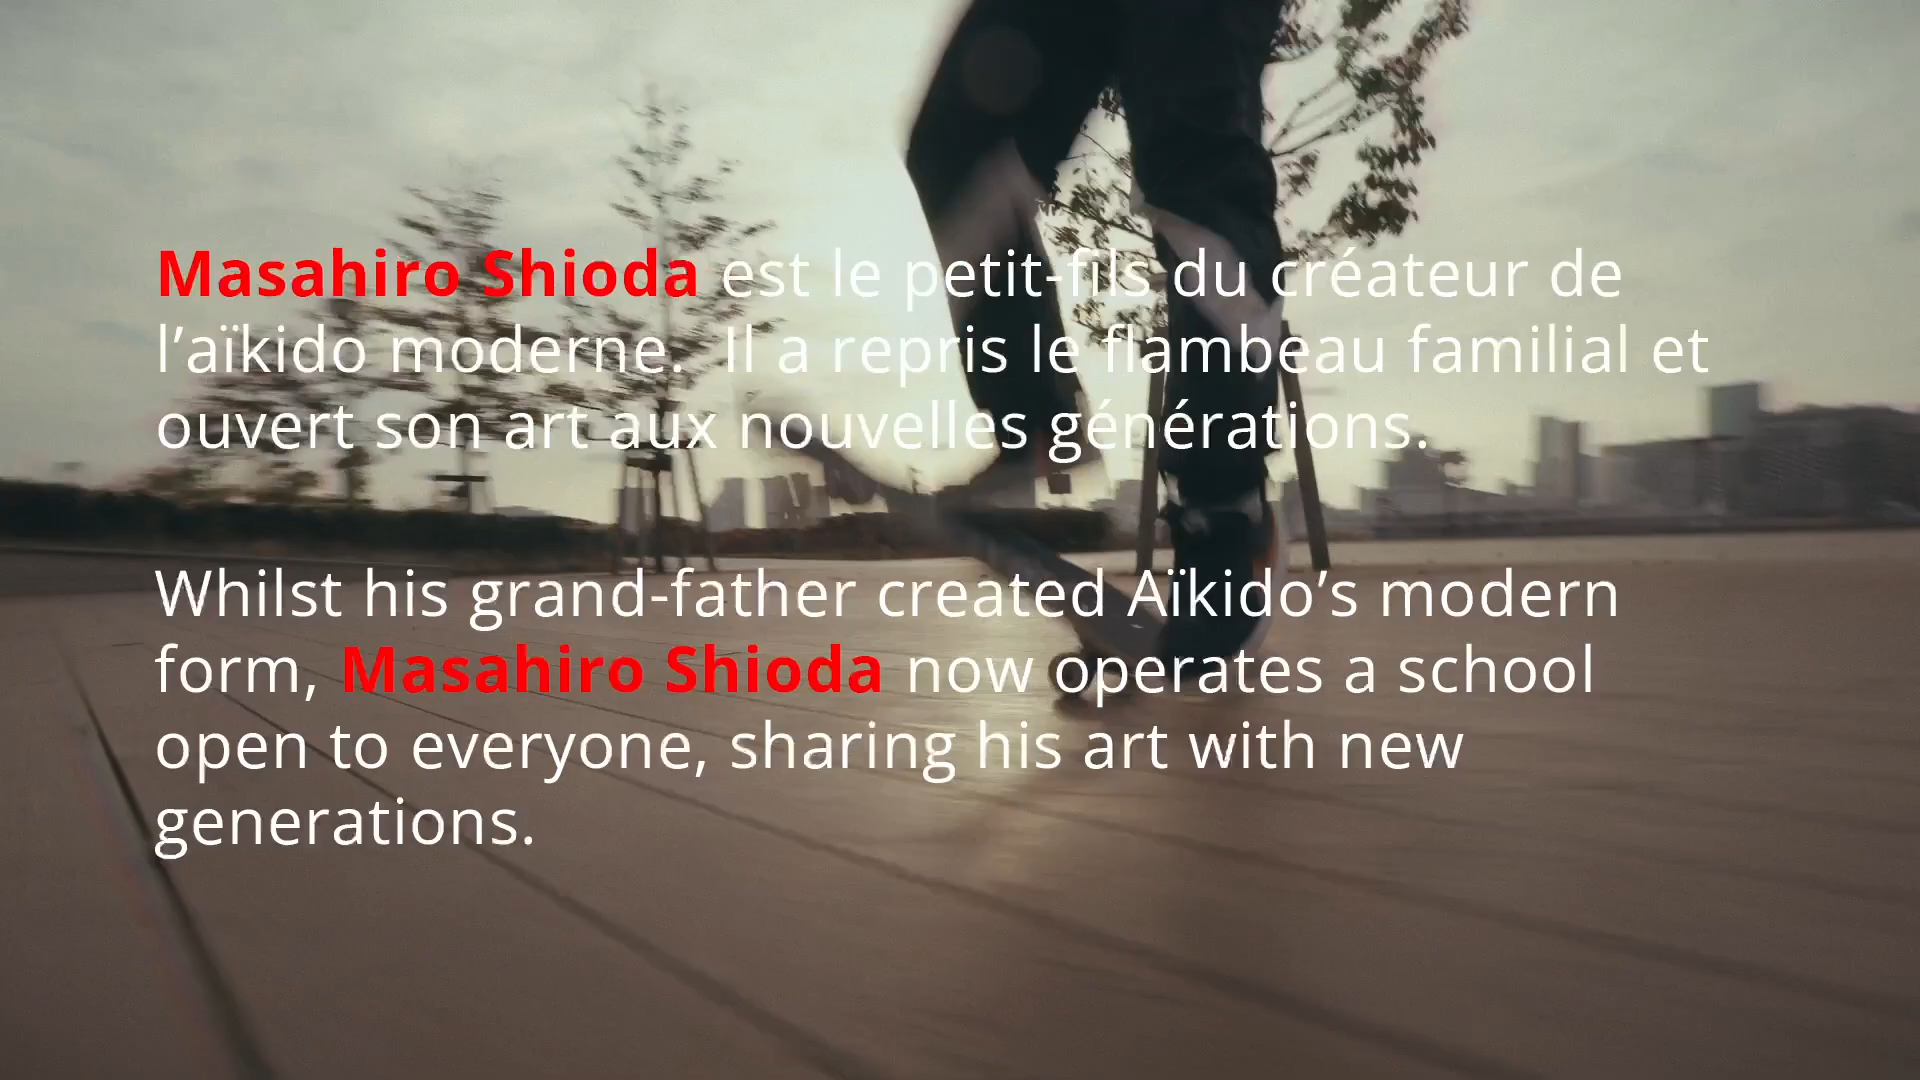 Masahiro Shioda est le petit-fils du créateur de
l’aïkido moderne.  Il a repris le flambeau familial et
ouvert son art aux nouvelles générations.
Whilst his grand-father created Aïkido’s modern
form, Masahiro Shioda now operates a school
open to everyone, sharing his art with new
generations.